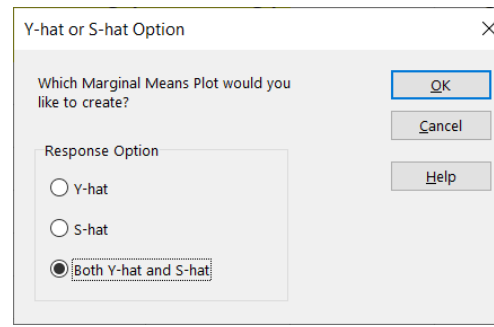 Y-hat or S-hat Option
Which Marginal Means Plot would you
like to create?
OK
Cancel
Help
Response Option
Y-hat
S-hat
Both Y-hat and S-hat